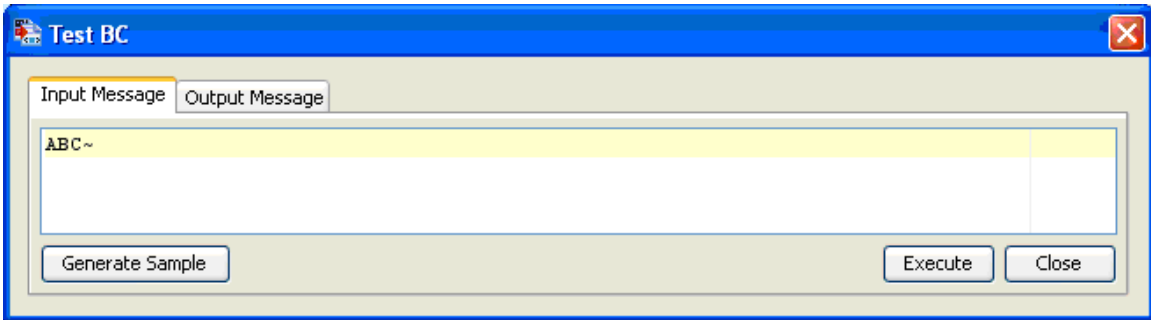 Test BC
Input Message Output Message
ABC~
Generate Sample Execute Close